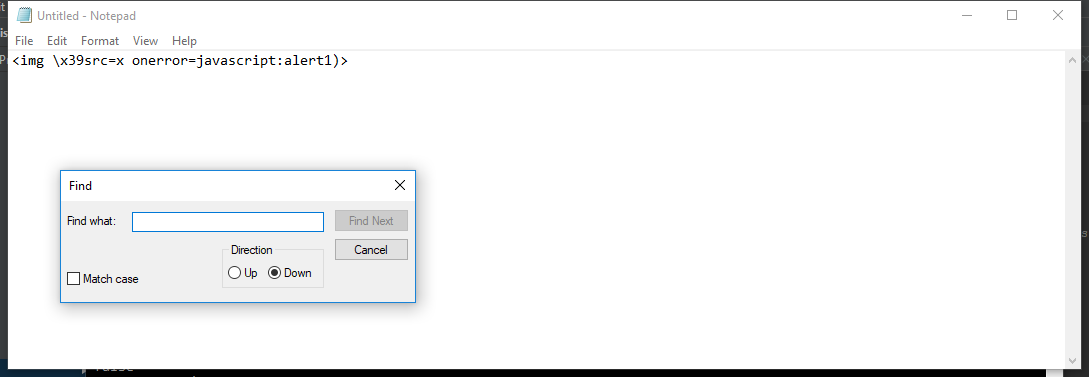 Untitled - Notepad
File Edit Format View Help
<img \x39src=x onerror=javascript:alert1)>
Find
Find what:
Find Next
Direction
Cancel
Up Down
Match case